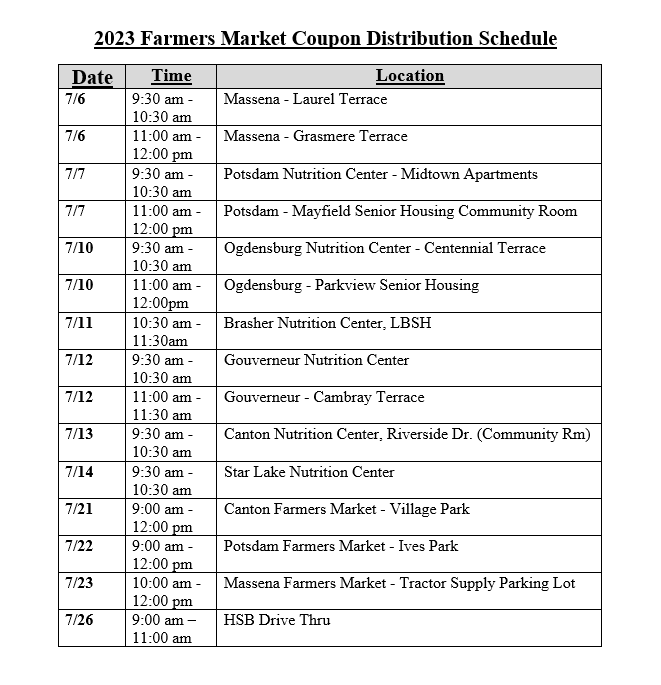 2023 Farmers Market Coupon Distribution Schedule
Date Time Location
7/6 9:30 am - Massena - Laurel Terrace
10:30 am
7/6 11:00 am - Massena - Grasmere Terrace
12:00 pm
7/7 9:30 am - Potsdam Nutrition Center - Midtown Apartments
10:30 am
7/7 11:00 am - Potsdam - Mayfield Senior Housing Community Room
12:00 pm
7/10 9:30 am - Ogdensburg Nutrition Center - Centennial Terrace
10:30 am
7/10 11:00 am - Ogdensburg - Parkview Senior Housing
12:00pm
7/11 10:30 am - Brasher Nutrition Center, LBSH
11:30am
7/12 9:30 am - Gouverneur Nutrition Center
10:30 am
7/12 11:00 am - Gouverneur - Cambray Terrace
11:30 am
7/13 9:30 am - Canton Nutrition Center, Riverside Dr. (Community Rm)
10:30 am
7/14 9:30 am - Star Lake Nutrition Center
10:30 am
7/21 9:00 am - Canton Farmers Market - Village Park
12:00 pm
7/22 9:00 am - Potsdam Farmers Market - Ives Park
12:00 pm
7/23 10:00 am - Massena Farmers Market - Tractor Supply Parking Lot
12:00 pm
7/26 9:00 am – HSB Drive Thru
11:00 am